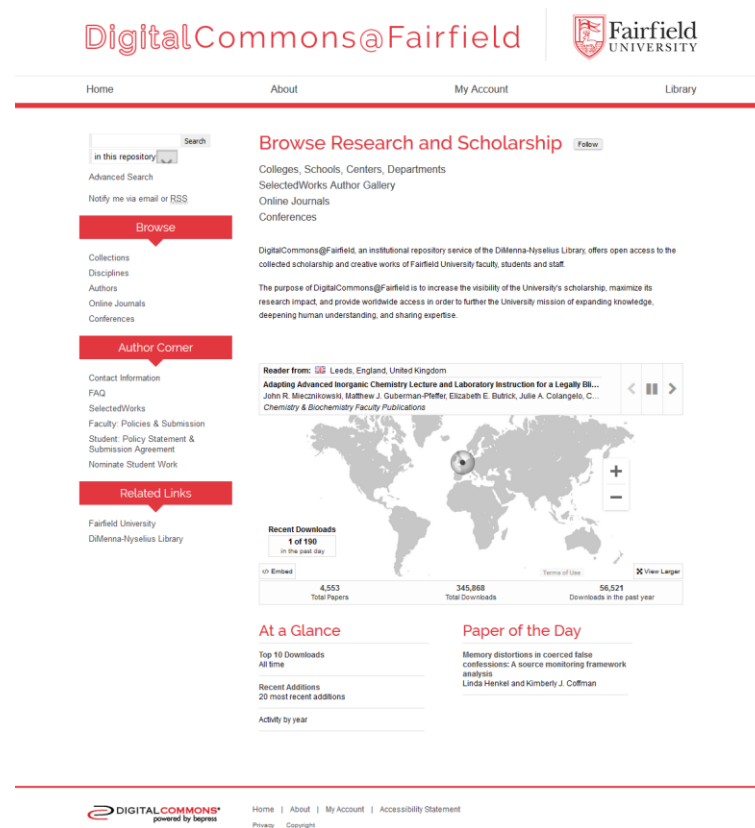 DigitalCommons@Fairfield
Fairfield
UNIVERSITY
Home
About
My Account
Library
Search
in this repository
Advanced Search
Notify me via email or RSS
Browse
Collections
Disciplines
Authors
Online Journals
Conferences
Author Corner
Contact Information
FAQ
SelectedWorks
Faculty: Policies & Submission
Student: Policy Statement &
Submission Agreement
Nominate Student Work
Related Links
Fairfield University
DiMenna-Nyselius Library
Browse Research and Scholarship
Follow
Colleges, Schools, Centers, Departments
SelectedWorks Author Gallery
Online Journals
Conferences
DigitalCommons@Fairfield, an institutional repository service of the DiMenna-Nyselius Library, offers open access to the
collected scholarship and creative works of Fairfield University faculty, students and staff.
The purpose of DigitalCommons@Fairfield is to increase the visibility of the University's scholarship, maximize its
research impact, and provide worldwide access in order to further the University mission of expanding knowledge,
deepening human understanding, and sharing expertise.
Reader from: Leeds, England, United Kingdom
Adapting Advanced Inorganic Chemistry Lecture and Laboratory Instruction for a Legally Bli...
John R. Miecznikowski, Matthew J. Guberman-Pfeffer, Elizabeth E. Butrick, Julie A. Colangelo, C...
Chemistry & Biochemistry Faculty Publications
+
−
Recent Downloads
1 of 190
in the past day
</> Embed
Terms of Use
View Larger
4,553
Total Papers
345,868
Total Downloads
56,521
Downloads in the past year
At a Glance
Top 10 Downloads
All time
Recent Additions
20 most recent additions
Activity by year
Paper of the Day
Memory distortions in coerced false
confessions: A source monitoring framework
analysis
Linda Henkel and Kimberly J. Coffman
DIGITALCOMMONS
powered by bepress
Home | About | My Account | Accessibility Statement
Privacy Copyright